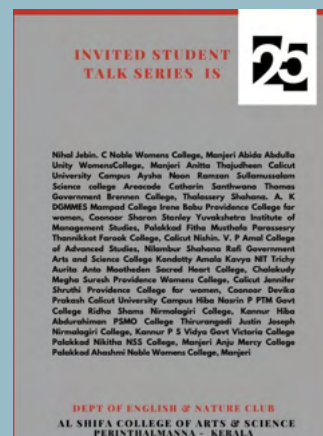 INVITED STUDENT
TALK SERIES IS
25
Nihal Jebin. C Noble Womens College, Manjeri Abida Abdulla
Unity WomensCollege, Manjeri Anitta Thajudheen Calicut
University Campus Aysha Noon Ramzan Sullamussalam
Science college Areacode Catharin Santhwana Thomas
Government Brennen College, Thalassery Shahana. A. K
DGMMES Mampad College Irene Babu Providence College for
women, Coonoor Sharon Stanley Yuvakshetra Institute of
Management Studies, Palakkad Fitha Musthafa Parassesry
Thannikkot Farook College, Calicut Nishin. V. P Amal College
of Advanced Studies, Nilambur Shahana Rafi Government
Arts and Science College Kondotty Amala Kavya NIT Trichy
Aurita Anto Mootheden Sacred Heart College, Chalakudy
Megha Suresh Providence Womens College, Calicut Jennifer
Shruthi Providence College for women, Coonoor Devika
Prakash Calicut University Campus Hiba Nasrin P PTM Govt
College Ridha Shams Nirmalagiri College, Kannur Hiba
Abdurahiman PSMO College Thirurangadi Justin Joseph
Nirmalagiri College, Kannur P S Vidya Govt Victoria College
Palakkad Nikitha NSS College, Manjeri Anju Mercy College
Palakkad Ahashmi Noble Womens College, Manjeri
DEPT OF ENGLISH & NATURE CLUB
AL SHIFA COLLEGE OF ARTS & SCIENCE
PERINTHALMANNA - KERALA